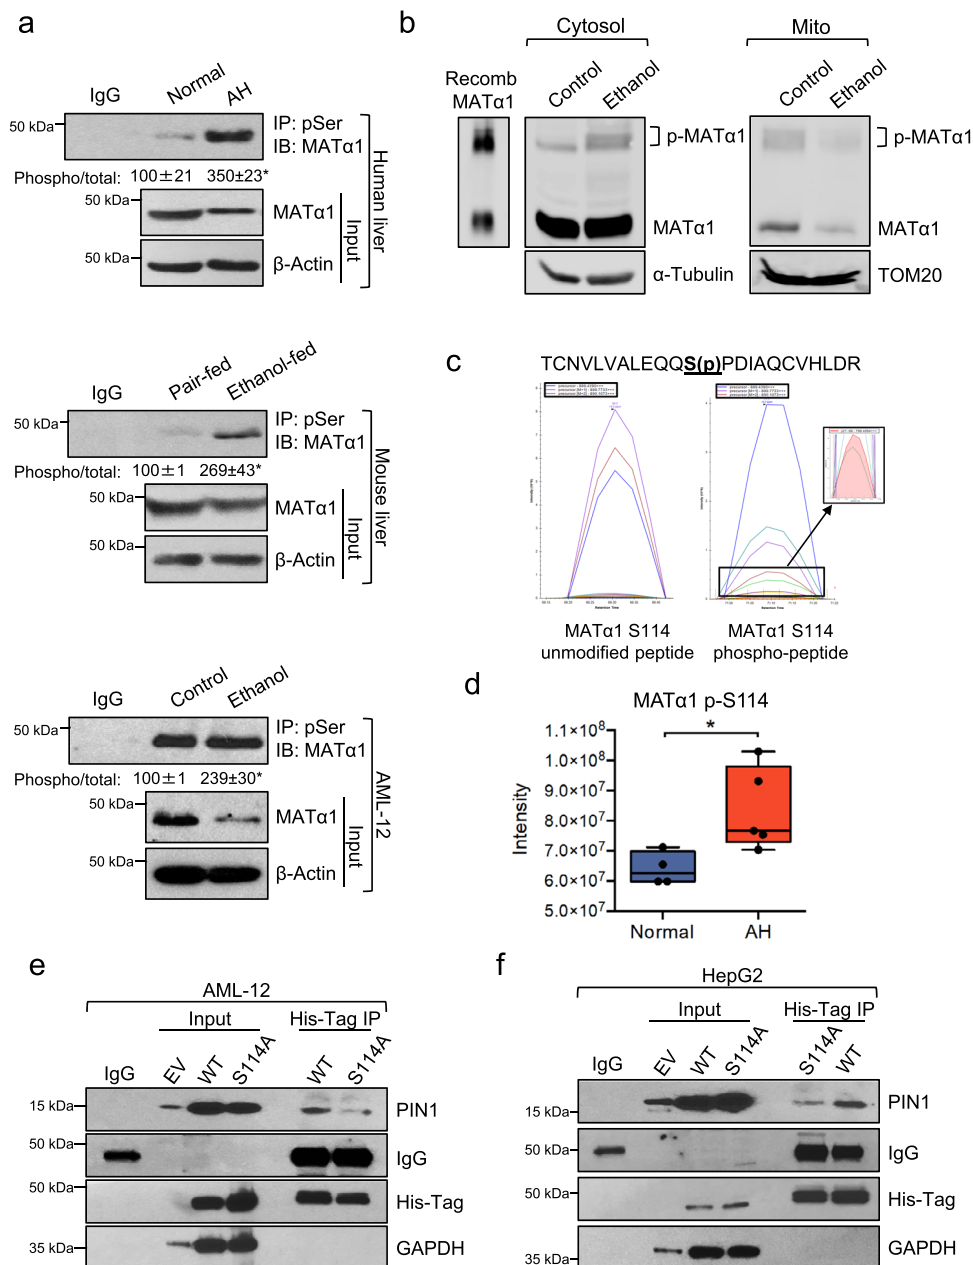 a
IgG
Normal
AH
50 kDa
IP: pSer
IB: MATα1
Phospho/total: 100±21 350±23*
50 kDa
MATα1
50 kDa
β-Actin
Input
Human liver
IgG
Pair-fed
Ethanol-fed
50 kDa
IP: pSer
IB: MATα1
Phospho/total: 100±1 269±43*
50 kDa
MATα1
50 kDa
β-Actin
Input
Mouse liver
IgG
Control
Ethanol
50 kDa
IP: pSer
IB: MATα1
Phospho/total: 100±1 239±30*
50 kDa
MATα1
50 kDa
β-Actin
Input
AML-12
b
Cytosol
Mito
Recomb
MATα1
Control
Ethanol
Control
Ethanol
p-MATα1
p-MATα1
MATα1
MATα1
α-Tubulin
TOM20
c
TCNVLVALEQQS(p)PDIAQCVHLDR
Retention Time
Retention Time
MATα1 S114
unmodified peptide
MATα1 S114
phospho-peptide
d
MATα1 p-S114
*
1.1×10⁸
1.0×10⁸
9.0×10⁷
8.0×10⁷
7.0×10⁷
6.0×10⁷
5.0×10⁷
Intensity
Normal
AH
e
AML-12
Input
His-Tag IP
IgG
EV
WT
S114A
WT
S114A
15 kDa
PIN1
50 kDa
IgG
50 kDa
His-Tag
35 kDa
GAPDH
f
HepG2
Input
His-Tag IP
IgG
EV
WT
S114A
S114A
WT
15 kDa
PIN1
50 kDa
IgG
50 kDa
His-Tag
35 kDa
GAPDH